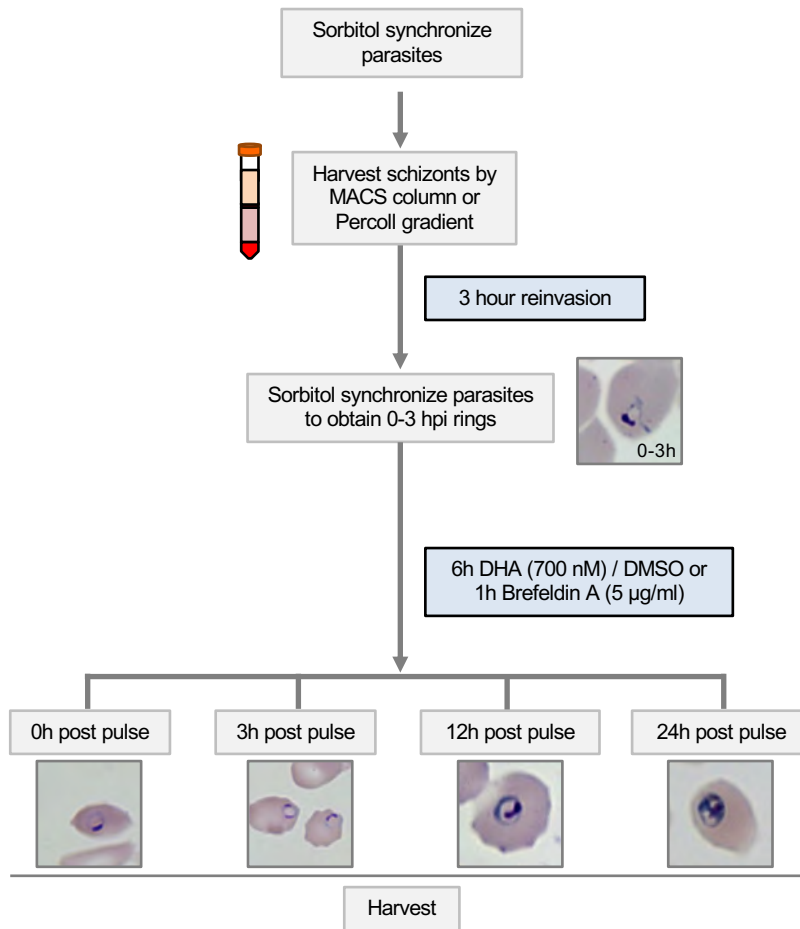 Sorbitol synchronize
parasites
Harvest schizonts by
MACS column or
Percoll gradient
3 hour reinvasion
Sorbitol synchronize parasites
to obtain 0-3 hpi rings
0-3h
6h DHA (700 nM) / DMSO or
1h Brefeldin A (5 µg/ml)
0h post pulse
3h post pulse
12h post pulse
24h post pulse
Harvest